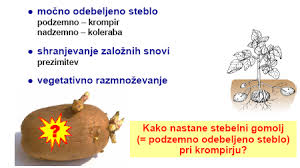 ● močno odebeljeno steblo
podzemno – krompir
nadzemno – koleraba
● shranjevanje založnih snovi
prezimitev
● vegetativno razmnoževanje
?
Kako nastane stebelni gomolj
(= podzemno odebeljeno steblo)
pri krompirju?